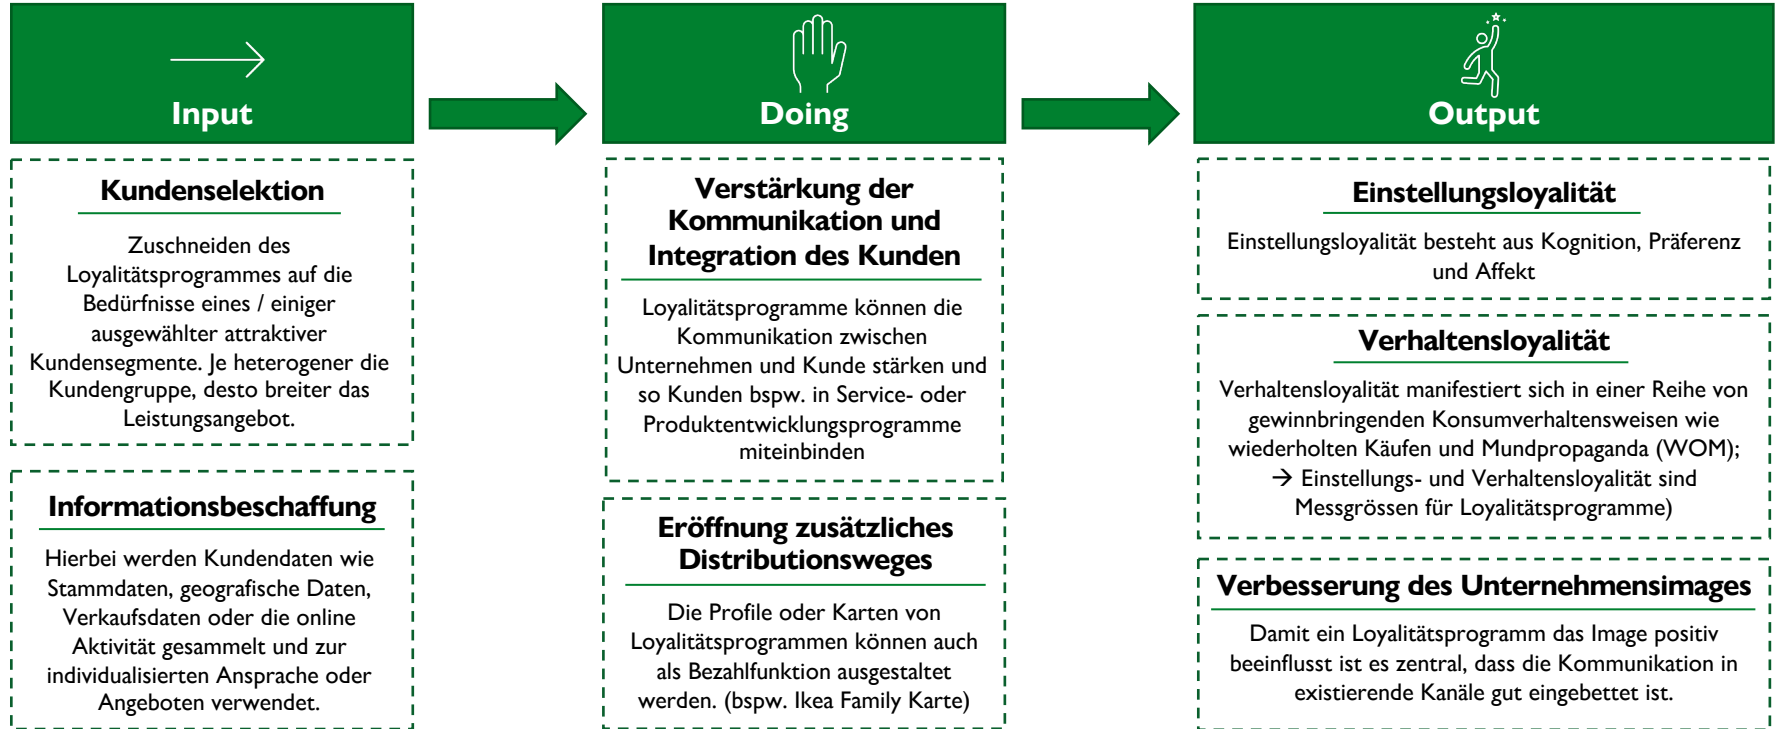 Input
Kundenselektion
Zuschneiden des
Loyalitätsprogrammes auf die
Bedürfnisse eines / einiger
ausgewählter attraktiver
Kundensegmente. Je heterogener die
Kundengruppe, desto breiter das
Leistungsangebot.
Informationsbeschaffung
Hierbei werden Kundendaten wie
Stammdaten, geografische Daten,
Verkaufsdaten oder die online
Aktivität gesammelt und zur
individualisierten Ansprache oder
Angeboten verwendet.
Doing
Verstärkung der
Kommunikation und
Integration des Kunden
Loyalitätsprogramme können die
Kommunikation zwischen
Unternehmen und Kunde stärken und
so Kunden bspw. in Service- oder
Produktentwicklungsprogramme
miteinbinden
Eröffnung zusätzliches
Distributionsweges
Die Profile oder Karten von
Loyalitätsprogrammen können auch
als Bezahlfunktion ausgestaltet
werden. (bspw. Ikea Family Karte)
Output
Einstellungsloyalität
Einstellungsloyalität besteht aus Kognition, Präferenz
und Affekt
Verhaltensloyalität
Verhaltensloyalität manifestiert sich in einer Reihe von
gewinnbringenden Konsumverhaltensweisen wie
wiederholten Käufen und Mundpropaganda (WOM);
→ Einstellungs- und Verhaltensloyalität sind
Messgrössen für Loyalitätsprogramme)
Verbesserung des Unternehmensimages
Damit ein Loyalitätsprogramm das Image positiv
beeinflusst ist es zentral, dass die Kommunikation in
existierende Kanäle gut eingebettet ist.